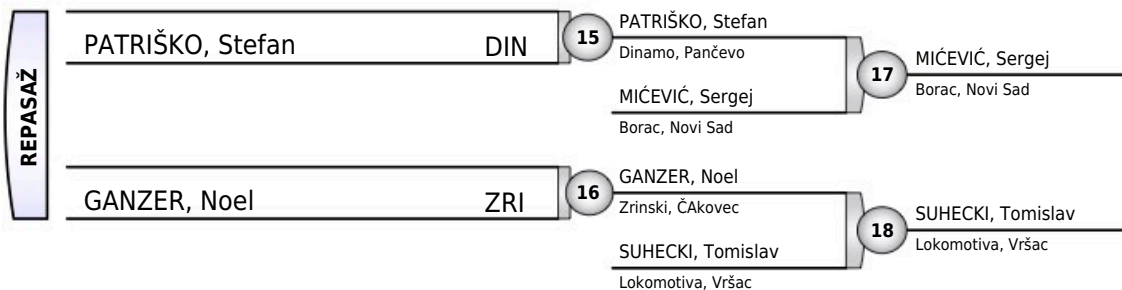 REPASAŽ
PATRIŠKO, Stefan DIN
15
PATRIŠKO, Stefan
Dinamo, Pančevo
MIĆEVIĆ, Sergej
Borac, Novi Sad
17
MIĆEVIĆ, Sergej
Borac, Novi Sad
GANZER, Noel ZRI
16
GANZER, Noel
Zrinski, ČAkovec
SUHECKI, Tomislav
Lokomotiva, Vršac
18
SUHECKI, Tomislav
Lokomotiva, Vršac